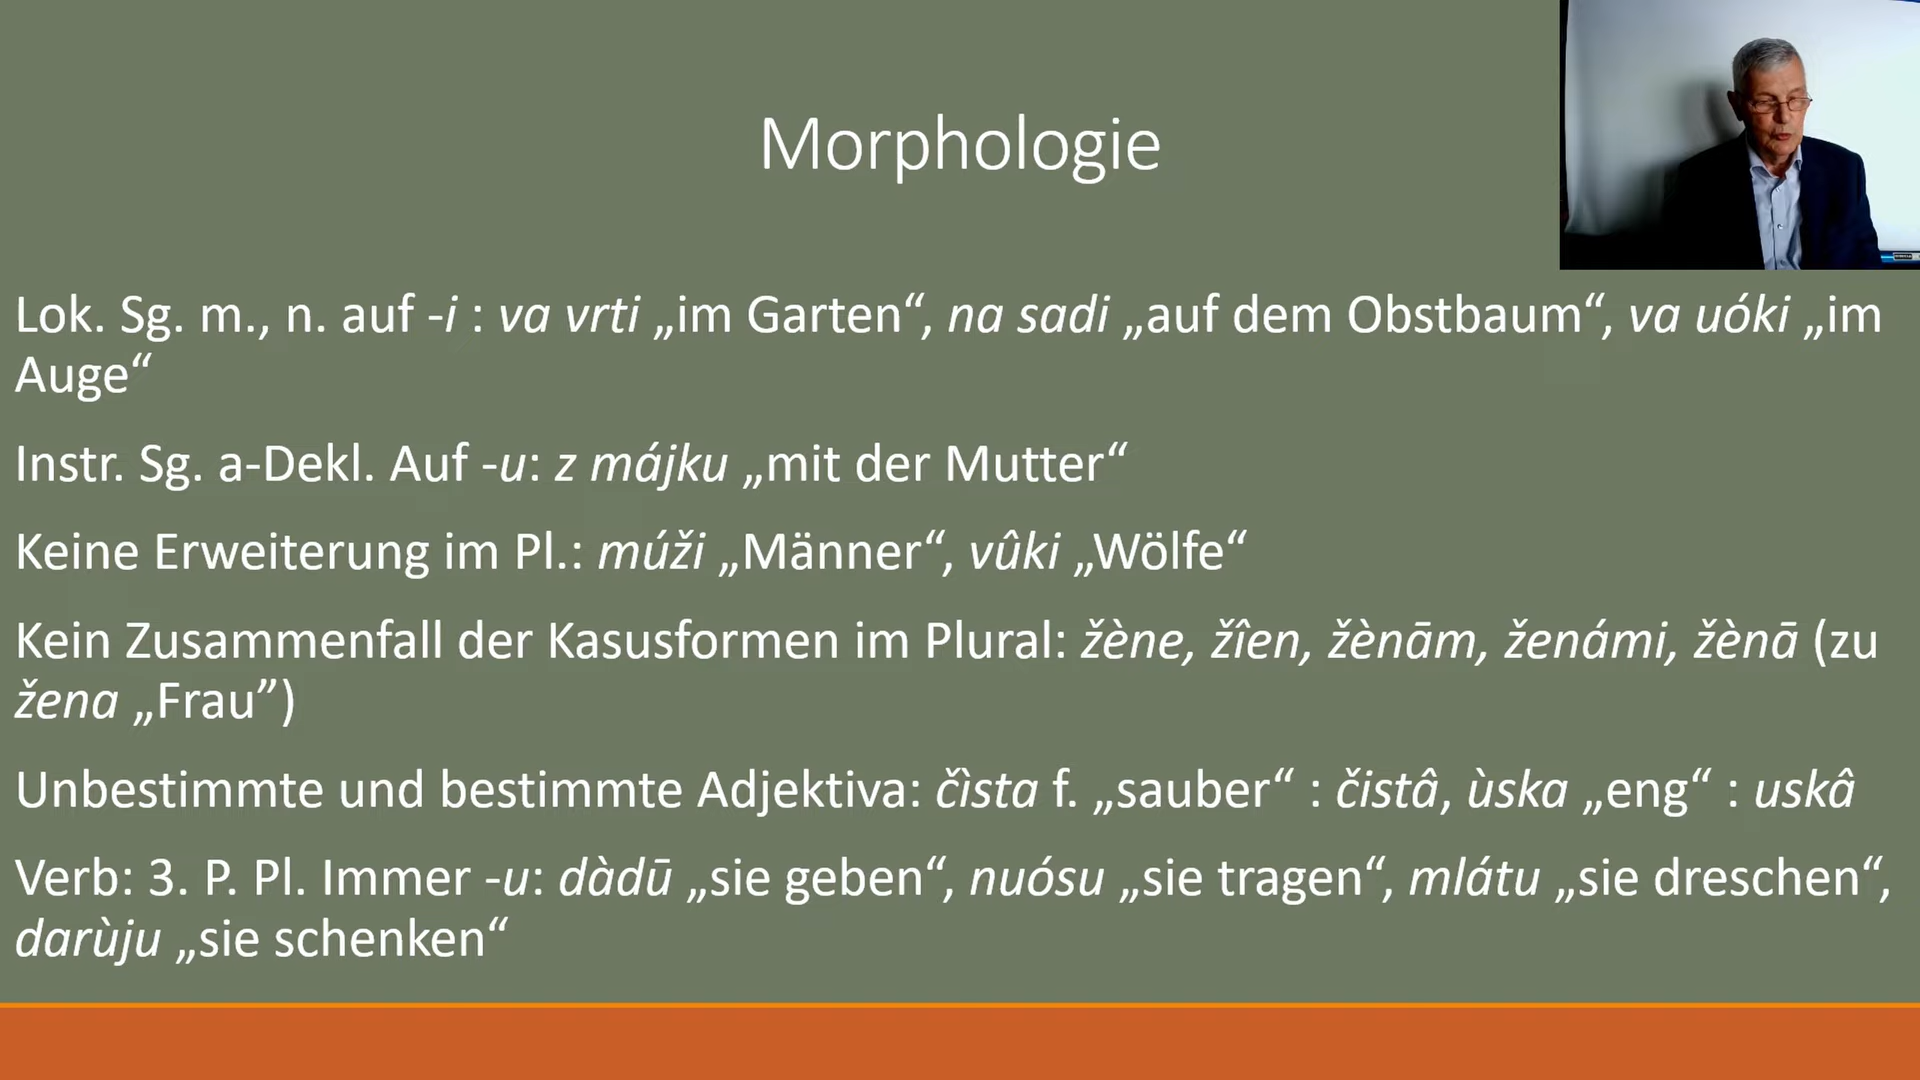 Morphologie
Lok. Sg. m., n. auf -i : va vrti „im Garten“, na sadi „auf dem Obstbaum“, va uóki „im
Auge“
Instr. Sg. a-Dekl. Auf -u: z májku „mit der Mutter“
Keine Erweiterung im Pl.: múži „Männer“, vûki „Wölfe“
Kein Zusammenfall der Kasusformen im Plural: žène, žîen, žènām, ženámi, žènā (zu
žena „Frau”)
Unbestimmte und bestimmte Adjektiva: čìsta f. „sauber“ : čistâ, ùska „eng“ : uskâ
Verb: 3. P. Pl. Immer -u: dàdū „sie geben“, nuósu „sie tragen“, mlátu „sie dreschen“,
darùju „sie schenken“